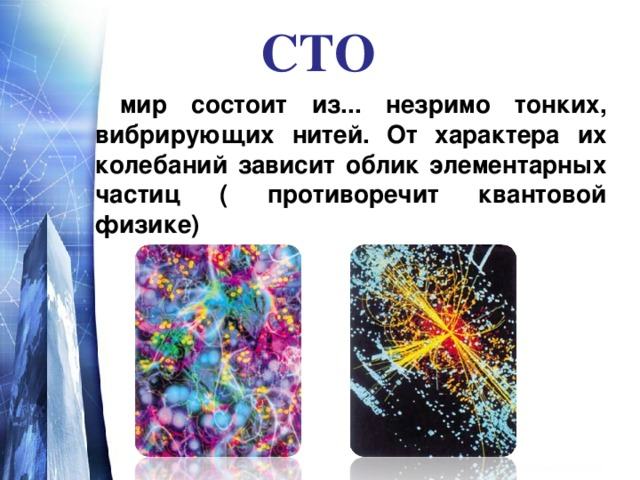 СТО
мир состоит из... незримо тонких,
вибрирующих нитей. От характера их
колебаний зависит облик элементарных
частиц ( противоречит квантовой
физике)